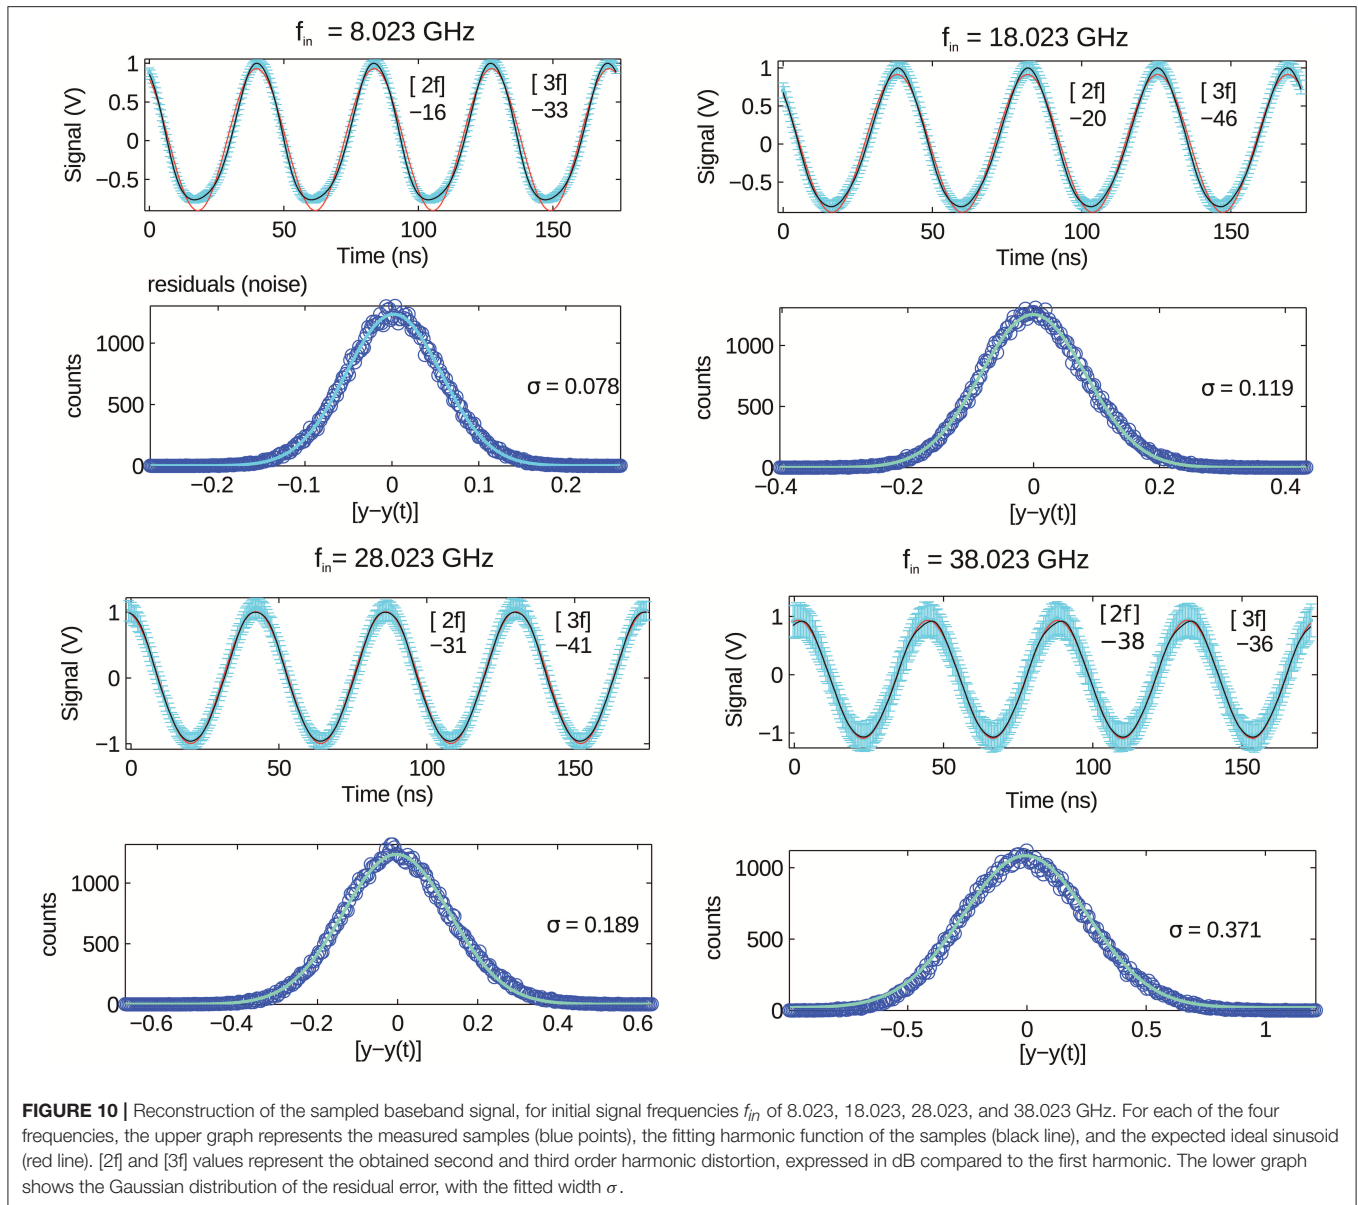 f_in = 8.023 GHz
1
0.5
0
−0.5
Signal (V)
[ 2f]
−16
[ 3f]
−33
0 50 100 150
Time (ns)
residuals (noise)
1000
500
0
counts
σ = 0.078
−0.2 −0.1 0 0.1 0.2
[y−y(t)]
f_in = 18.023 GHz
1
0.5
0
−0.5
Signal (V)
[ 2f]
−20
[ 3f]
−46
0 50 100 150
Time (ns)
1000
500
0
counts
σ = 0.119
−0.4 −0.2 0 0.2 0.4
[y−y(t)]
f_in= 28.023 GHz
1
0
−1
Signal (V)
[ 2f]
−31
[ 3f]
−41
0 50 100 150
Time (ns)
1000
500
0
counts
σ = 0.189
−0.6 −0.4 −0.2 0 0.2 0.4 0.6
[y−y(t)]
f_in = 38.023 GHz
1
0
−1
Signal (V)
[ 2f]
−38
[ 3f]
−36
0 50 100 150
Time (ns)
1000
500
0
counts
σ = 0.371
−0.5 0 0.5 1
[y−y(t)]
FIGURE 10 | Reconstruction of the sampled baseband signal, for initial signal frequencies f_in of 8.023, 18.023, 28.023, and 38.023 GHz. For each of the four
frequencies, the upper graph represents the measured samples (blue points), the fitting harmonic function of the samples (black line), and the expected ideal sinusoid
(red line). [2f] and [3f] values represent the obtained second and third order harmonic distortion, expressed in dB compared to the first harmonic. The lower graph
shows the Gaussian distribution of the residual error, with the fitted width σ.